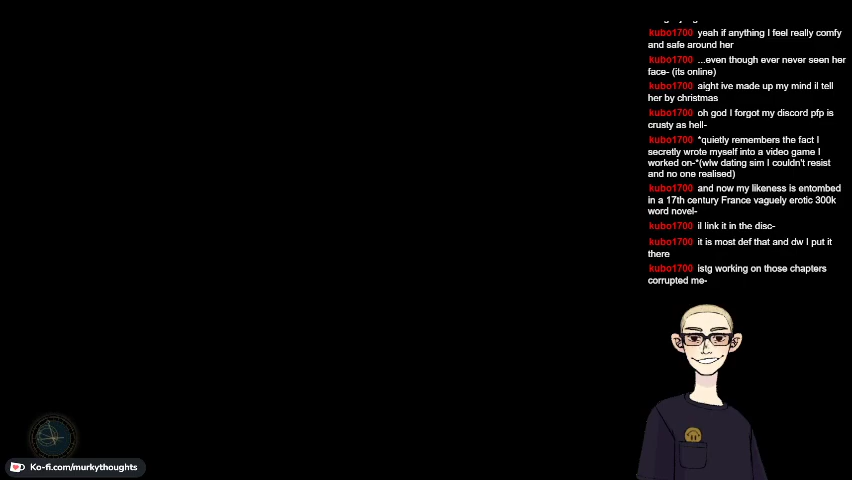 kubo1700 yeah if anything I feel really comfy
and safe around her
kubo1700 ...even though ever never seen her
face- (its online)
kubo1700 aight ive made up my mind il tell
her by christmas
kubo1700 oh god I forgot my discord pfp is
crusty as hell-
kubo1700 *quietly remembers the fact I
secretly wrote myself into a video game I
worked on-*(wlw dating sim I couldn't resist
and no one realised)
kubo1700 and now my likeness is entombed
in a 17th century France vaguely erotic 300k
word novel-
kubo1700 il link it in the disc-
kubo1700 it is most def that and dw I put it
there
kubo1700 istg working on those chapters
corrupted me-
Ko-fi.com/murkythoughts